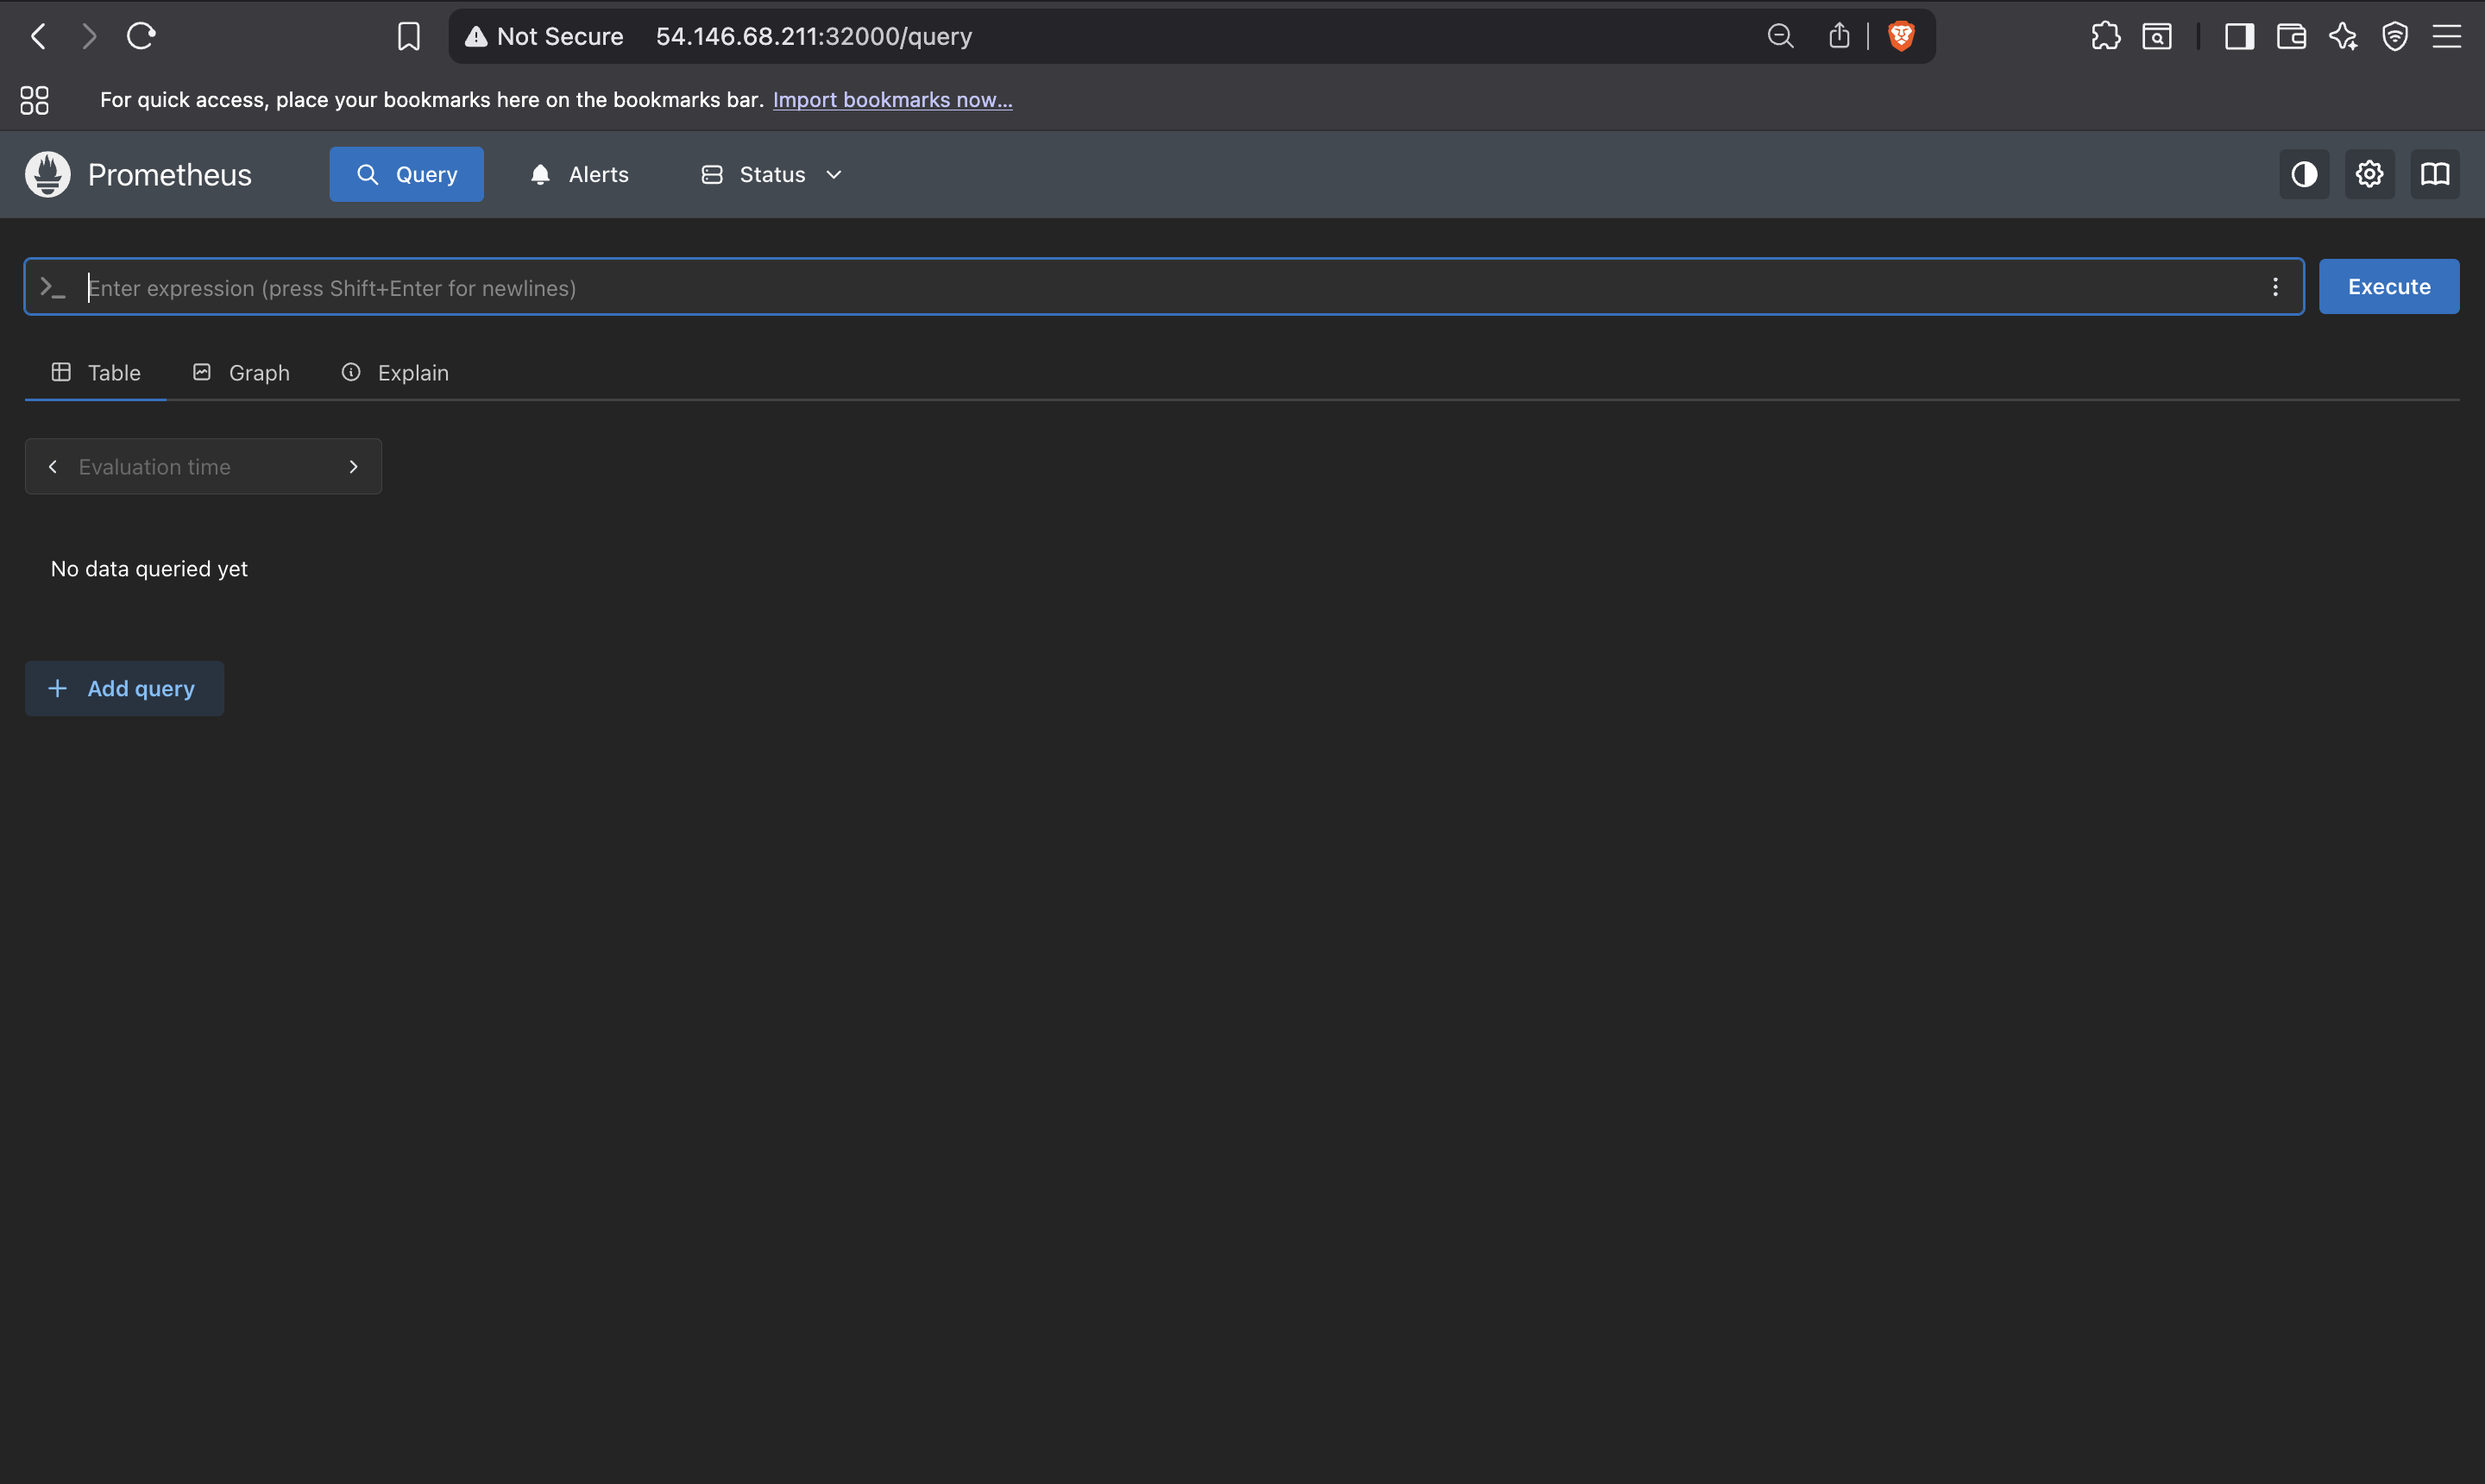 Not Secure 54.146.68.211:32000/query
For quick access, place your bookmarks here on the bookmarks bar. Import bookmarks now...
Prometheus Query Alerts Status
Enter expression (press Shift+Enter for newlines) Execute
Table Graph Explain
Evaluation time
No data queried yet
Add query